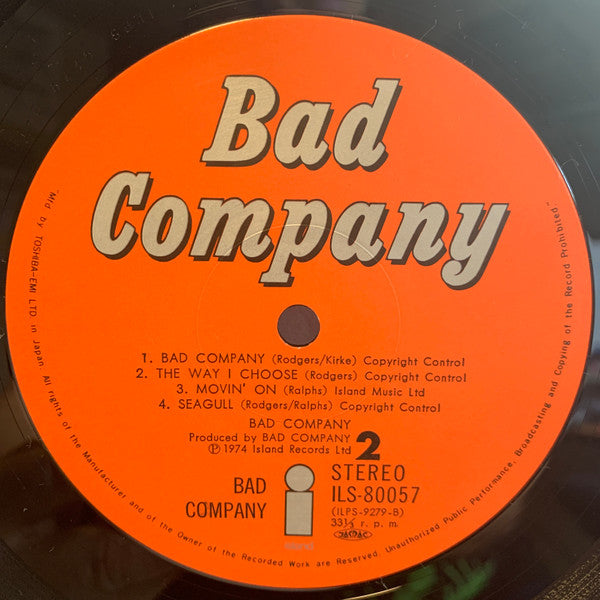 Bad
Company
1. BAD COMPANY (Rodgers/Kirke) Copyright Control
2. THE WAY I CHOOSE (Rodgers) Copyright Control
3. MOVIN' ON (Ralphs) Island Music Ltd
4. SEAGULL (Rodgers/Ralphs) Copyright Control
BAD COMPANY
Produced by BAD COMPANY
℗ 1974 Island Records Ltd
2
BAD
COMPANY
i
STEREO
ILS-80057
(ILPS-9279-B)
33⅓ r. p. m.
JASRAC
"Mf'd by TOSHIBA-EMI LTD. in Japan. All rights of the Manufacturer and of the Owner of the Recorded Work are Reserved. Unauthorized Public Performance, Broadcasting and Copying of the Record Prohibited."